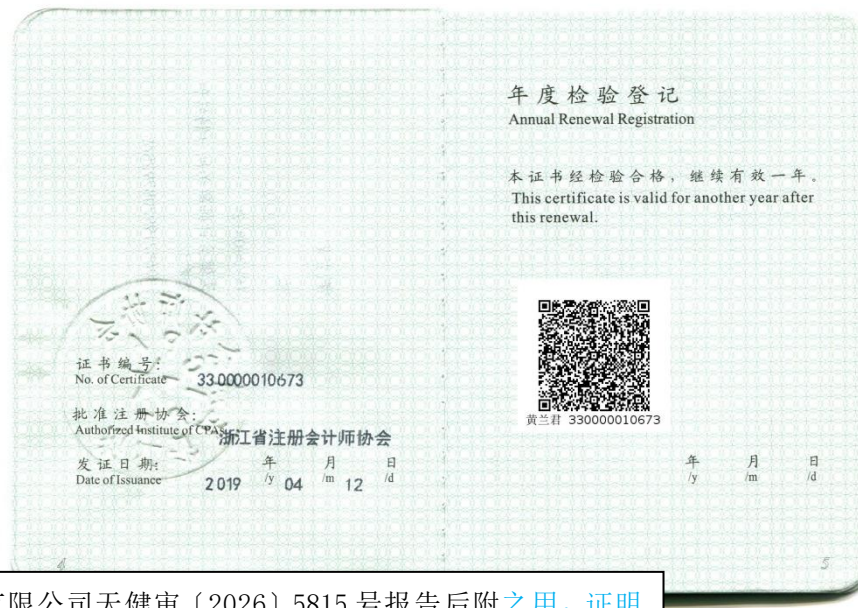 年度检验登记
Annual Renewal Registration
本证书经检验合格，继续有效一年。
This certificate is valid for another year after
this renewal.
证书编号：
No. of Certificate
330000010673
批准注册协会：
Authorized Institute of CPAs
浙江省注册会计师协会
发证日期：
Date of Issuance
2019 年 /y 04 月 /m 12 日 /d
4
黄兰君 330000010673
年 月 日
/y /m /d
5
有限公司天健审〔2026〕5815 号报告后附之用，证明